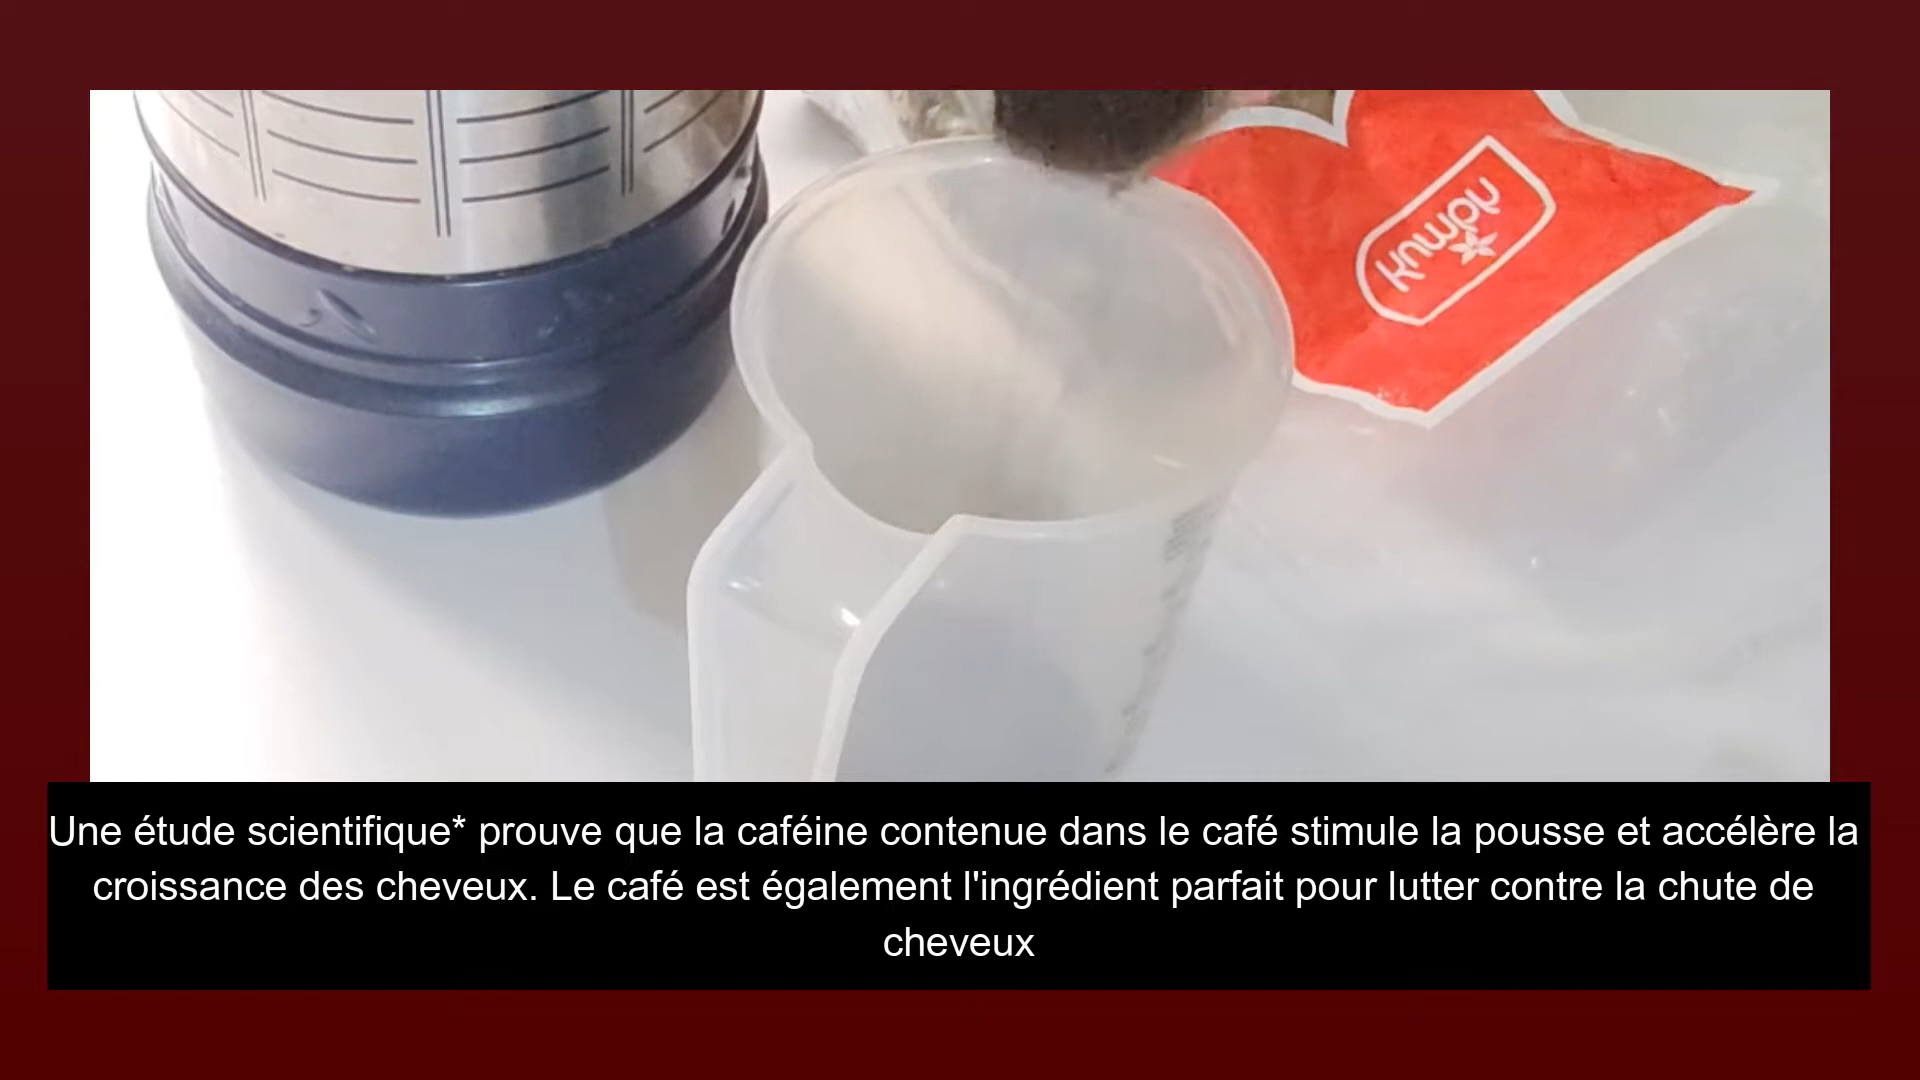 kumbh
Une étude scientifique* prouve que la caféine contenue dans le café stimule la pousse et accélère la
croissance des cheveux. Le café est également l'ingrédient parfait pour lutter contre la chute de
cheveux